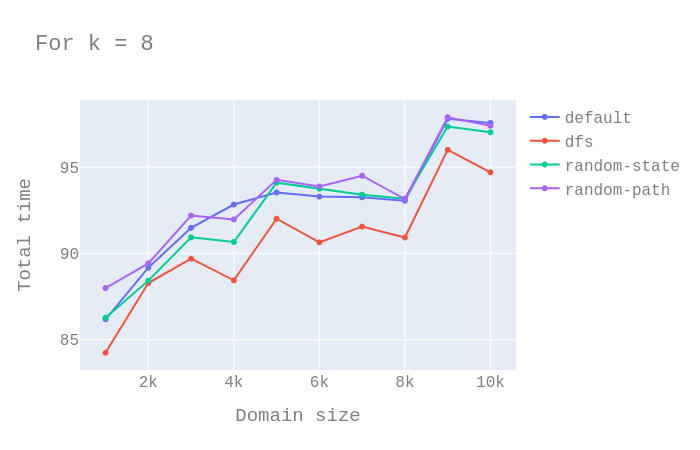 For k = 8
default
dfs
random-state
random-path
95
90
85
Total time
2k
4k
6k
8k
10k
Domain size